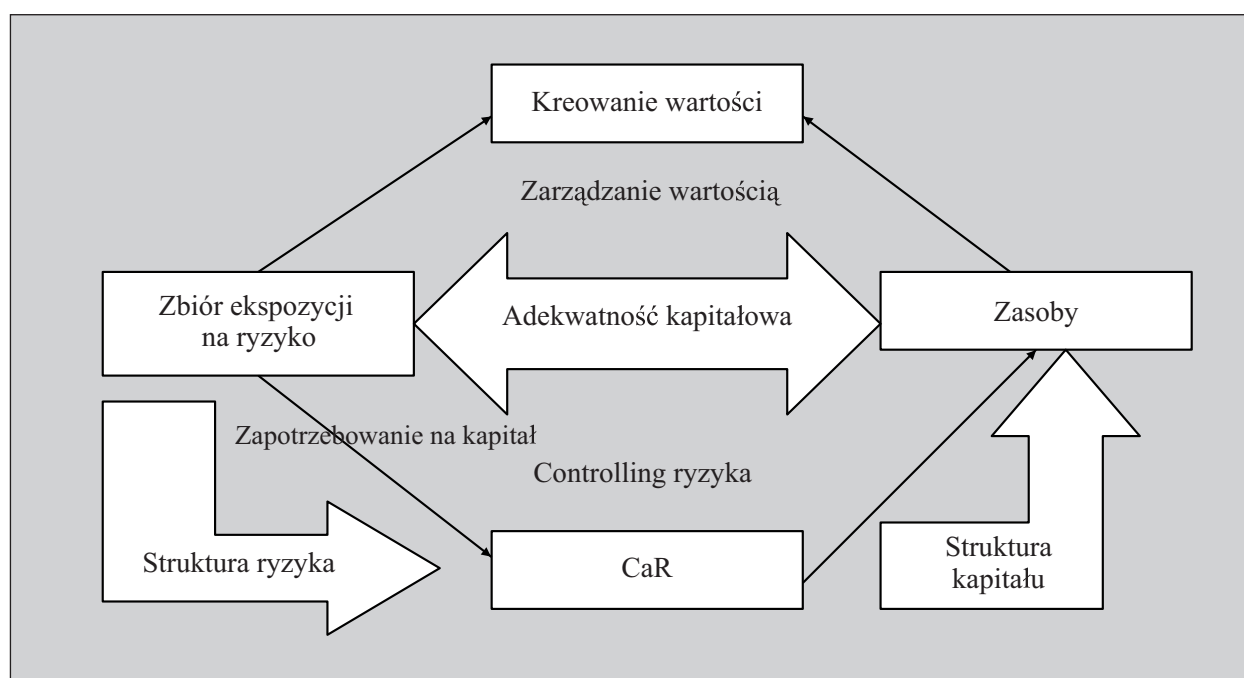 Kreowanie wartości
Zarządzanie wartością
Zbiór ekspozycji
na ryzyko
Adekwatność kapitałowa
Zasoby
Zapotrzebowanie na kapitał
Controlling ryzyka
Struktura ryzyka
CaR
Struktura
kapitału